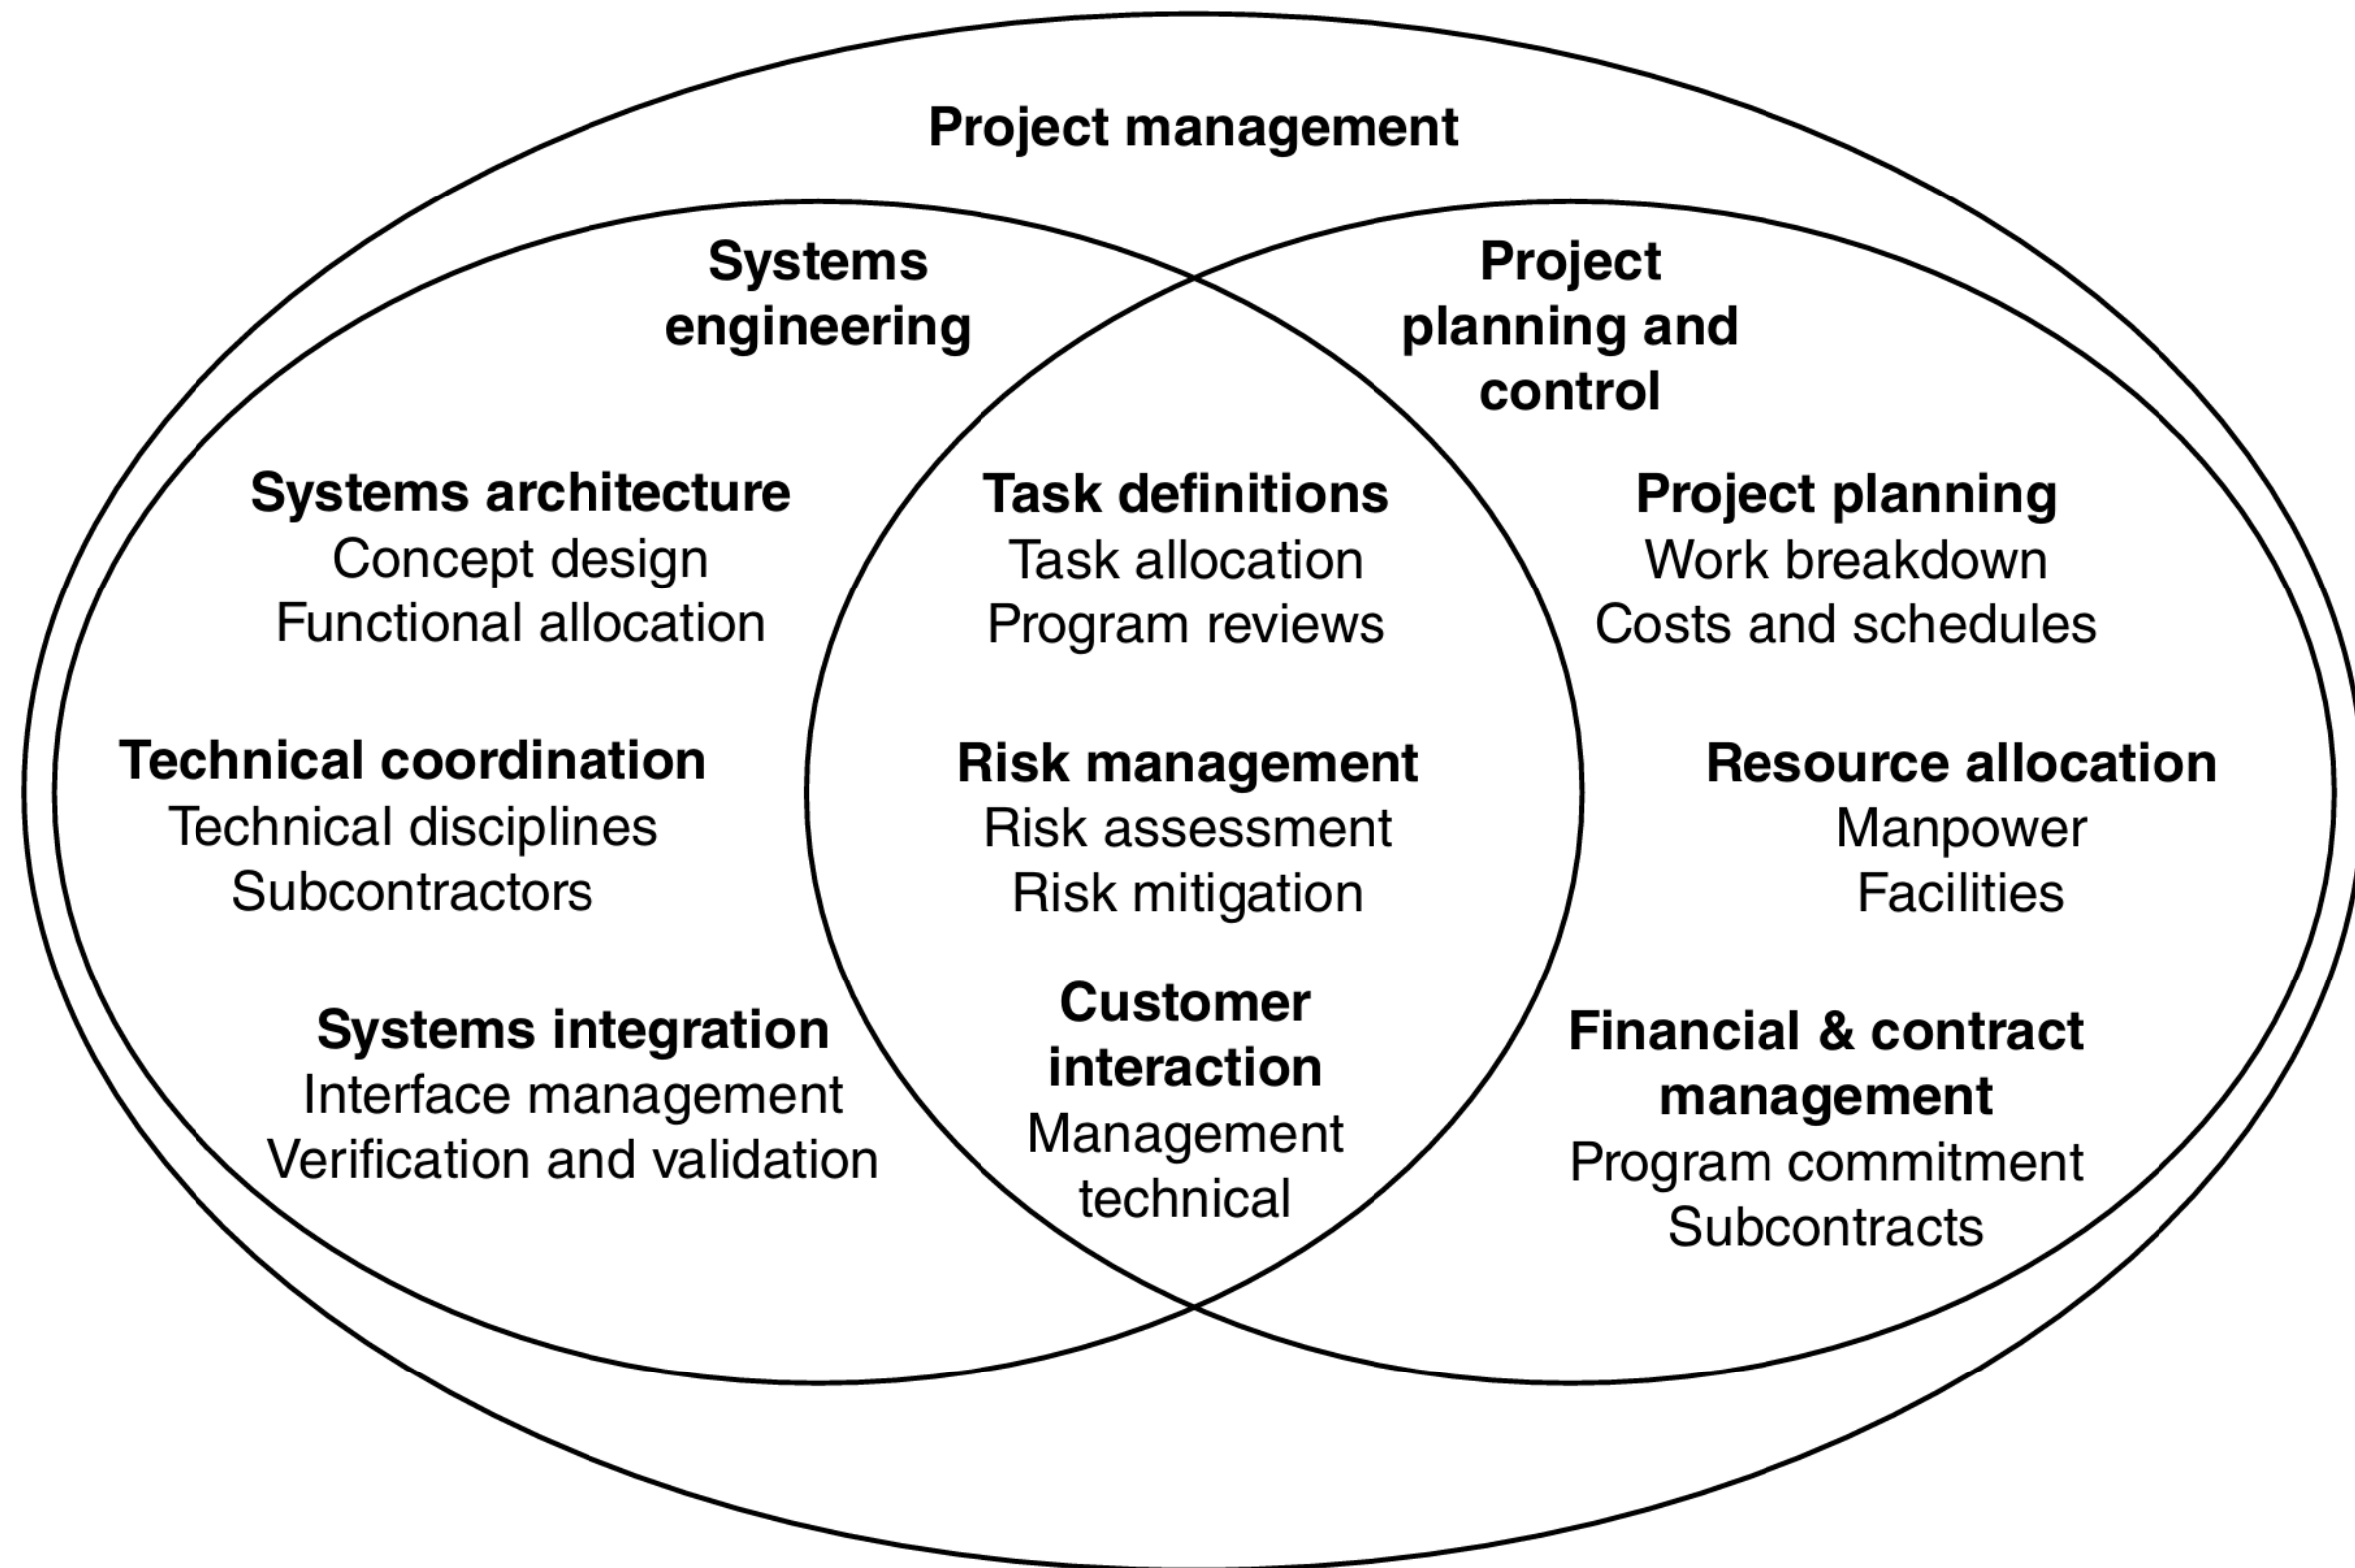 Project management
Systems
engineering
Project
planning and
control
Systems architecture
Concept design
Functional allocation
Task definitions
Task allocation
Program reviews
Project planning
Work breakdown
Costs and schedules
Technical coordination
Technical disciplines
Subcontractors
Risk management
Risk assessment
Risk mitigation
Resource allocation
Manpower
Facilities
Systems integration
Interface management
Verification and validation
Customer
interaction
Management
technical
Financial & contract
management
Program commitment
Subcontracts